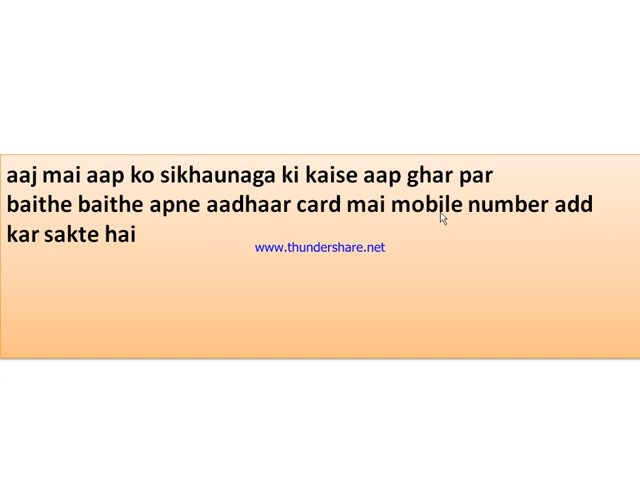 aaj mai aap ko sikhaunaga ki kaise aap ghar par
baithe baithe apne aadhaar card mai mobile number add
kar sakte hai
www.thundershare.net